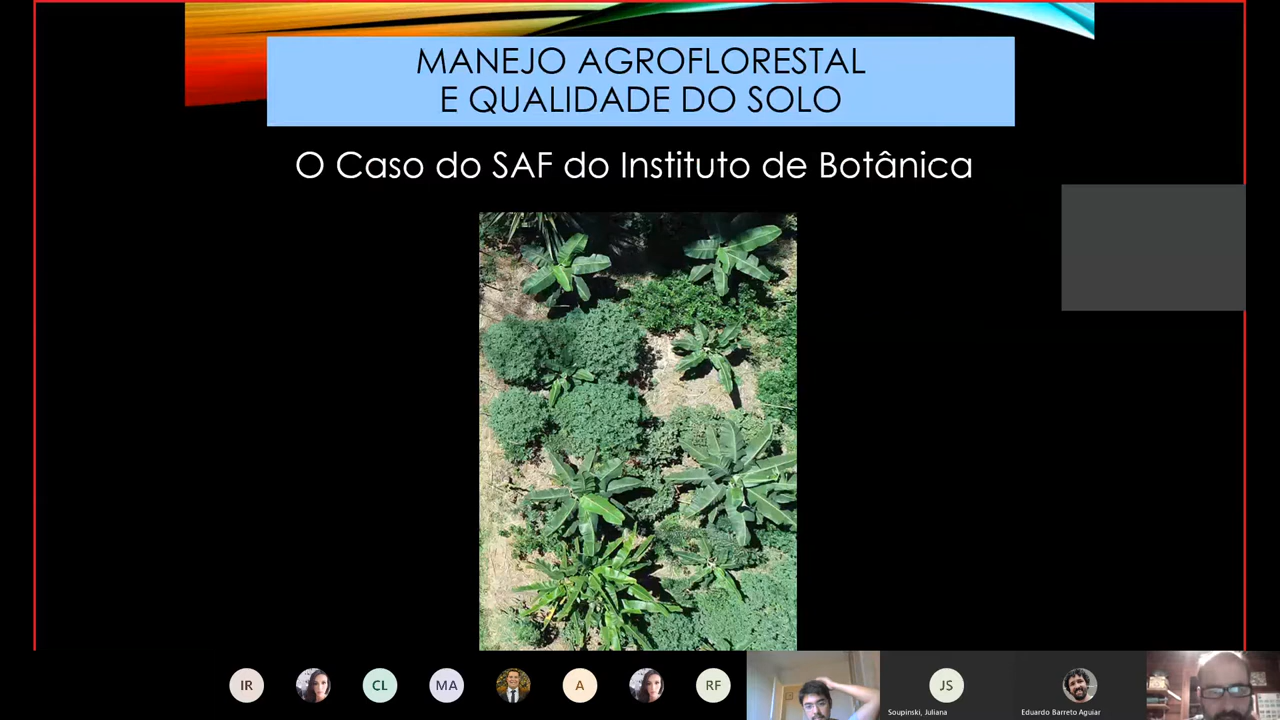 MANEJO AGROFLORESTAL
E QUALIDADE DO SOLO
O Caso do SAF do Instituto de Botânica
IR
CL
MA
A
RF
JS
Soupinski, Juliana
Eduardo Barreto Aguiar